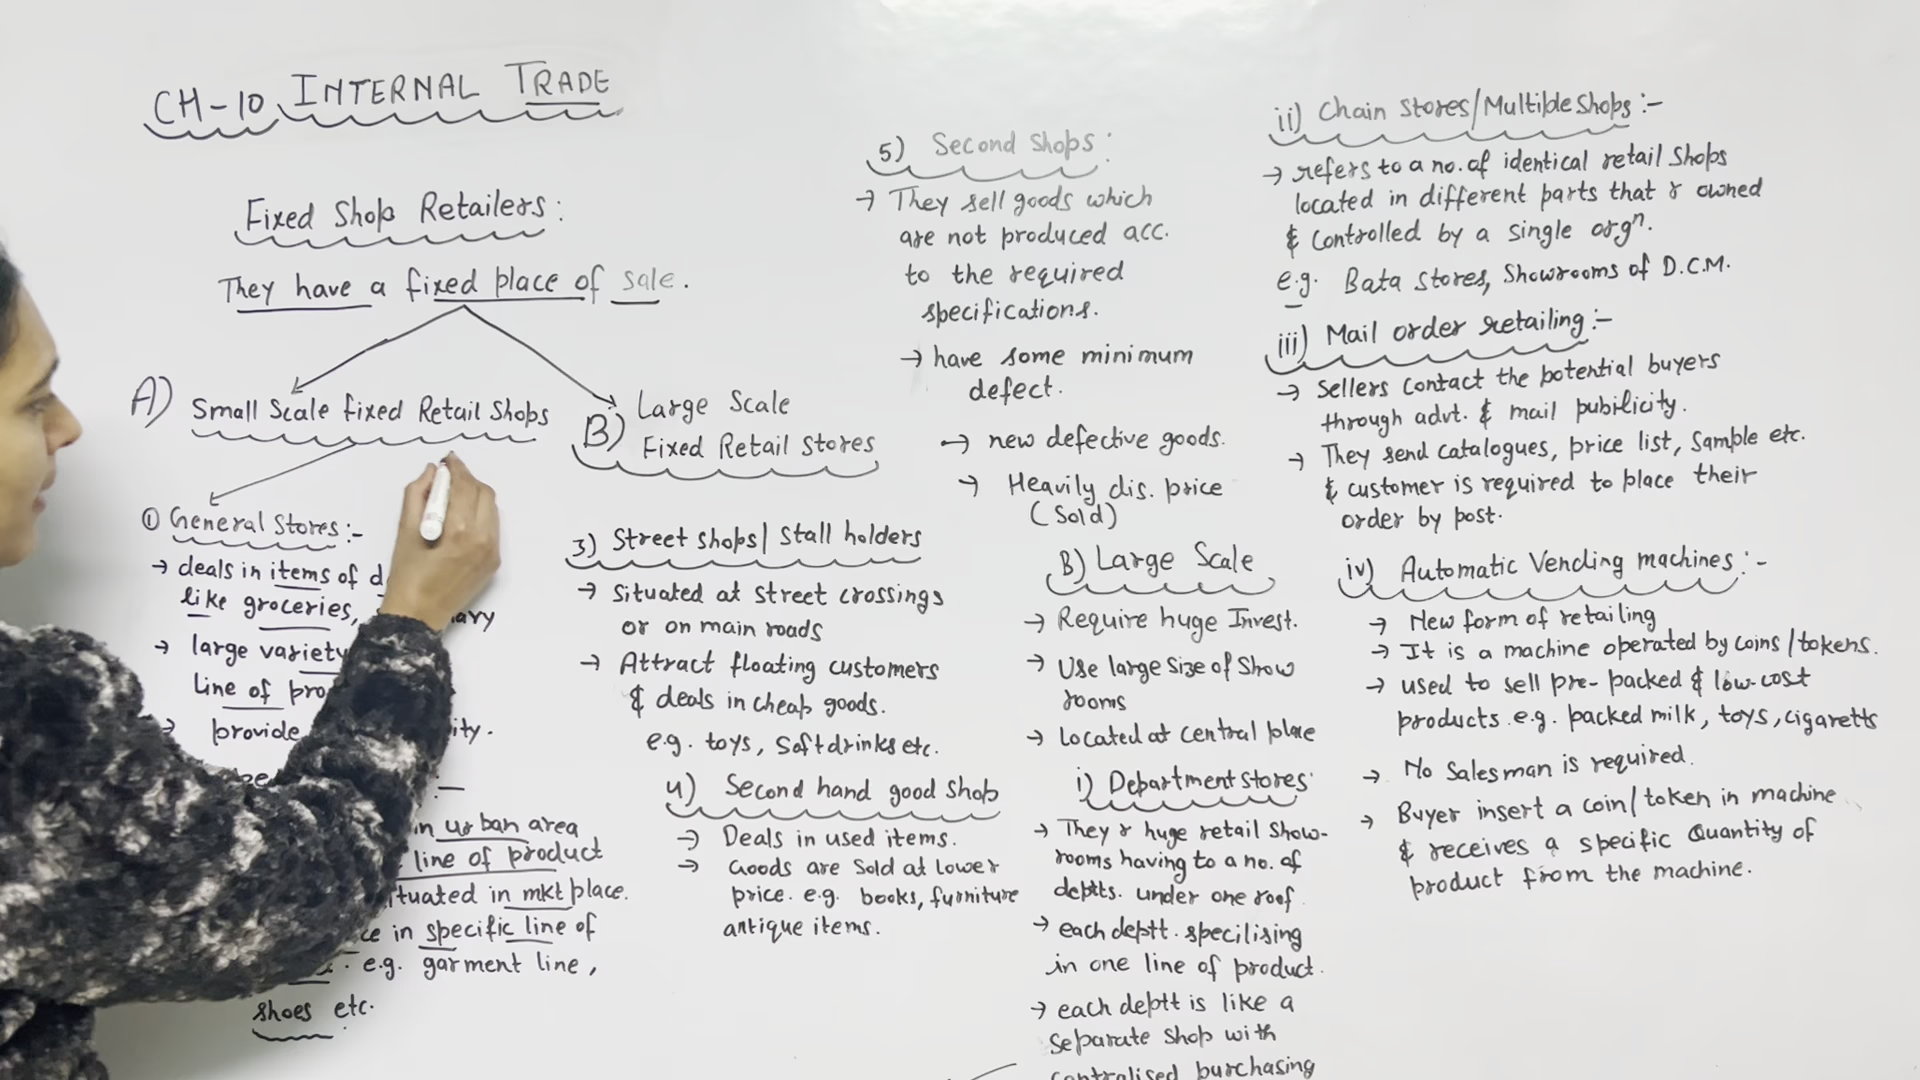 CH-10 INTERNAL TRADE
Fixed Shop Retailers:
They have a fixed place of sale.
A) Small Scale fixed Retail Shops
B) Large Scale
Fixed Retail Stores
① General Stores:-
→ deals in items of
like groceries,
→ large variety
line of
→ provide
in urban area
line of product
in mkt place.
in specific line of
e.g. garment line,
shoes etc.
3) Street shops/ Stall holders
→ Situated at street crossings
or on main roads
→ Attract floating customers
& deals in cheap goods.
e.g. toys, Softdrinks etc.
4) Second hand good Shop
→ Deals in used items.
→ Goods are Sold at Lower
price. e.g. books, furniture
antique items.
5) Second Shops:
→ They sell goods which
are not produced acc.
to the required
specifications.
→ have some minimum
defect.
→ new defective goods.
→ Heavily dis. price
(Sold)
B) Large Scale
→ Require huge Invest.
→ Use large size of Show
rooms
→ Located at central place
i) Department stores:
→ They r huge retail Show-
rooms having to a no. of
deptts. under one roof.
→ each deptt. specilising
in one line of product.
→ each deptt is like a
separate shop with
centralised purchasing
ii) Chain Stores/Multiple Shops :-
→ refers to a no. of identical retail Shops
located in different parts that r owned
& Controlled by a single orgⁿ.
e.g. Bata Stores, Showrooms of D.C.M.
iii) Mail order retailing :-
→ Sellers Contact the potential buyers
through advt. & mail pubilicity.
→ They send catalogues, price list, Sample etc.
& customer is required to place their
order by post.
iv) Automatic Vending machines :-
→ New form of retailing
→ It is a machine operated by coins/tokens.
→ used to sell pre-packed & low-cost
products e.g. packed milk, toys, cigaretts
→ No Salesman is required.
→ Buyer insert a coin/token in machine
& receives a specific Quantity of
product from the machine.